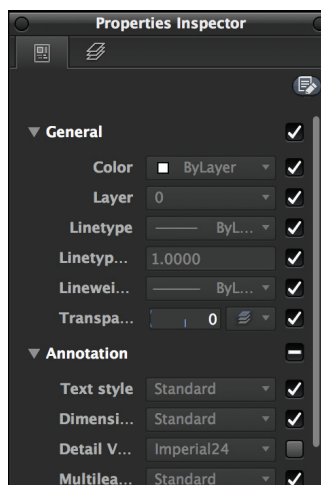 Properties Inspector
General
Color ByLayer
Layer 0
Linetype ByL...
Linetyp... 1.0000
Linewei... ByL...
Transpa... 0
Annotation
Text style Standard
Dimensi... Standard
Detail V... Imperial24
Multilea... Standard